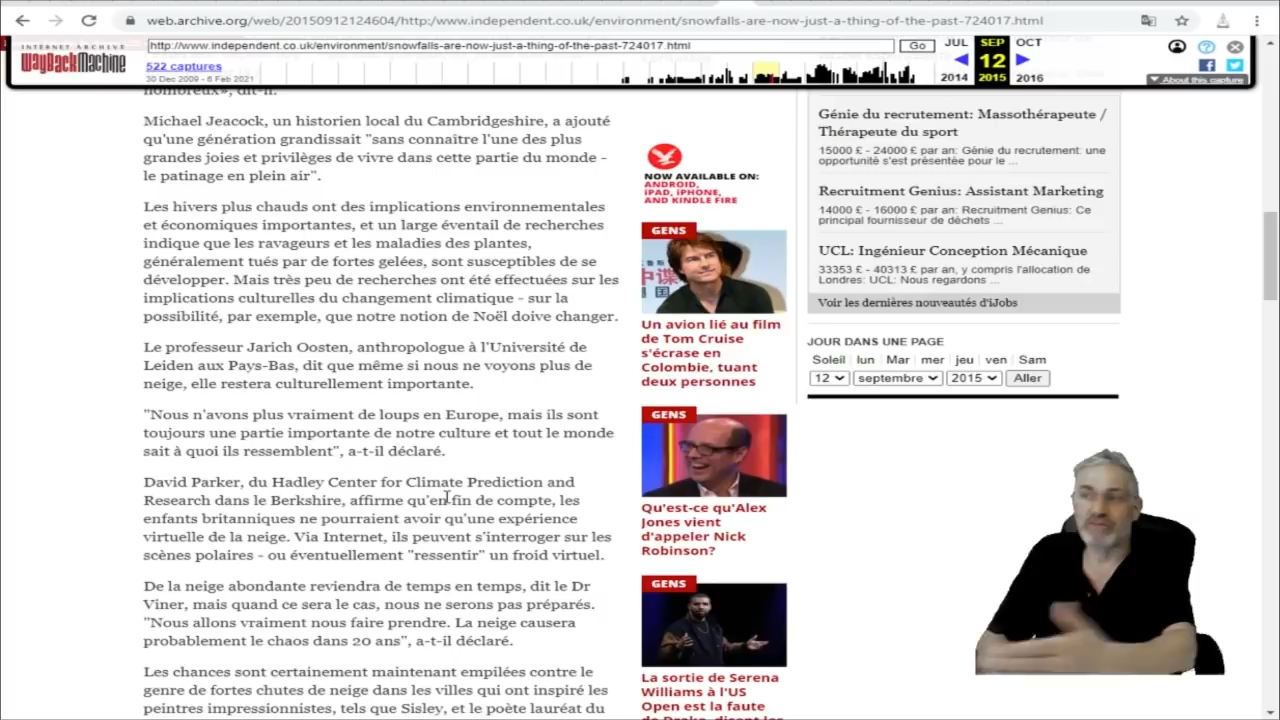 web.archive.org/web/20150912124604/http:/www.independent.co.uk/environment/snowfalls-are-now-just-a-thing-of-the-past-724017.html
INTERNET ARCHIVE
WayBackMachine
http://www.independent.co.uk/environment/snowfalls-are-now-just-a-thing-of-the-past-724017.html
Go
JUL
SEP
OCT
12
2014
2015
2016
522 captures
30 Dec 2009 - 8 Feb 2021
About this capture
nombreux», dit-il.
Michael Jeacock, un historien local du Cambridgeshire, a ajouté
qu'une génération grandissait "sans connaître l'une des plus
grandes joies et privilèges de vivre dans cette partie du monde -
le patinage en plein air".
Les hivers plus chauds ont des implications environnementales
et économiques importantes, et un large éventail de recherches
indique que les ravageurs et les maladies des plantes,
généralement tués par de fortes gelées, sont susceptibles de se
développer. Mais très peu de recherches ont été effectuées sur les
implications culturelles du changement climatique - sur la
possibilité, par exemple, que notre notion de Noël doive changer.
Le professeur Jarich Oosten, anthropologue à l'Université de
Leiden aux Pays-Bas, dit que même si nous ne voyons plus de
neige, elle restera culturellement importante.
"Nous n'avons plus vraiment de loups en Europe, mais ils sont
toujours une partie importante de notre culture et tout le monde
sait à quoi ils ressemblent", a-t-il déclaré.
David Parker, du Hadley Center for Climate Prediction and
Research dans le Berkshire, affirme qu'en fin de compte, les
enfants britanniques ne pourraient avoir qu'une expérience
virtuelle de la neige. Via Internet, ils peuvent s'interroger sur les
scènes polaires - ou éventuellement "ressentir" un froid virtuel.
De la neige abondante reviendra de temps en temps, dit le Dr
Viner, mais quand ce sera le cas, nous ne serons pas préparés.
"Nous allons vraiment nous faire prendre. La neige causera
probablement le chaos dans 20 ans", a-t-il déclaré.
Les chances sont certainement maintenant empilées contre le
genre de fortes chutes de neige dans les villes qui ont inspiré les
peintres impressionnistes, tels que Sisley, et le poète lauréat du
NOW AVAILABLE ON:
ANDROID,
iPAD, iPHONE,
AND KINDLE FIRE
GENS
Un avion lié au film
de Tom Cruise
s'écrase en
Colombie, tuant
deux personnes
GENS
Qu'est-ce qu'Alex
Jones vient
d'appeler Nick
Robinson?
GENS
La sortie de Serena
Williams à l'US
Open est la faute
de Drake, disent les
Génie du recrutement: Massothérapeute /
Thérapeute du sport
15000 £ - 24000 £ par an: Génie du recrutement: une
opportunité s'est présentée pour le ...
Recruitment Genius: Assistant Marketing
14000 £ - 16000 £ par an: Recruitment Genius: Ce
principal fournisseur de déchets ...
UCL: Ingénieur Conception Mécanique
33353 £ - 40313 £ par an, y compris l'allocation de
Londres: UCL: Nous regardons ...
Voir les dernières nouveautés d'iJobs
JOUR DANS UNE PAGE
Soleil lun Mar mer jeu ven Sam
12 septembre 2015 Aller